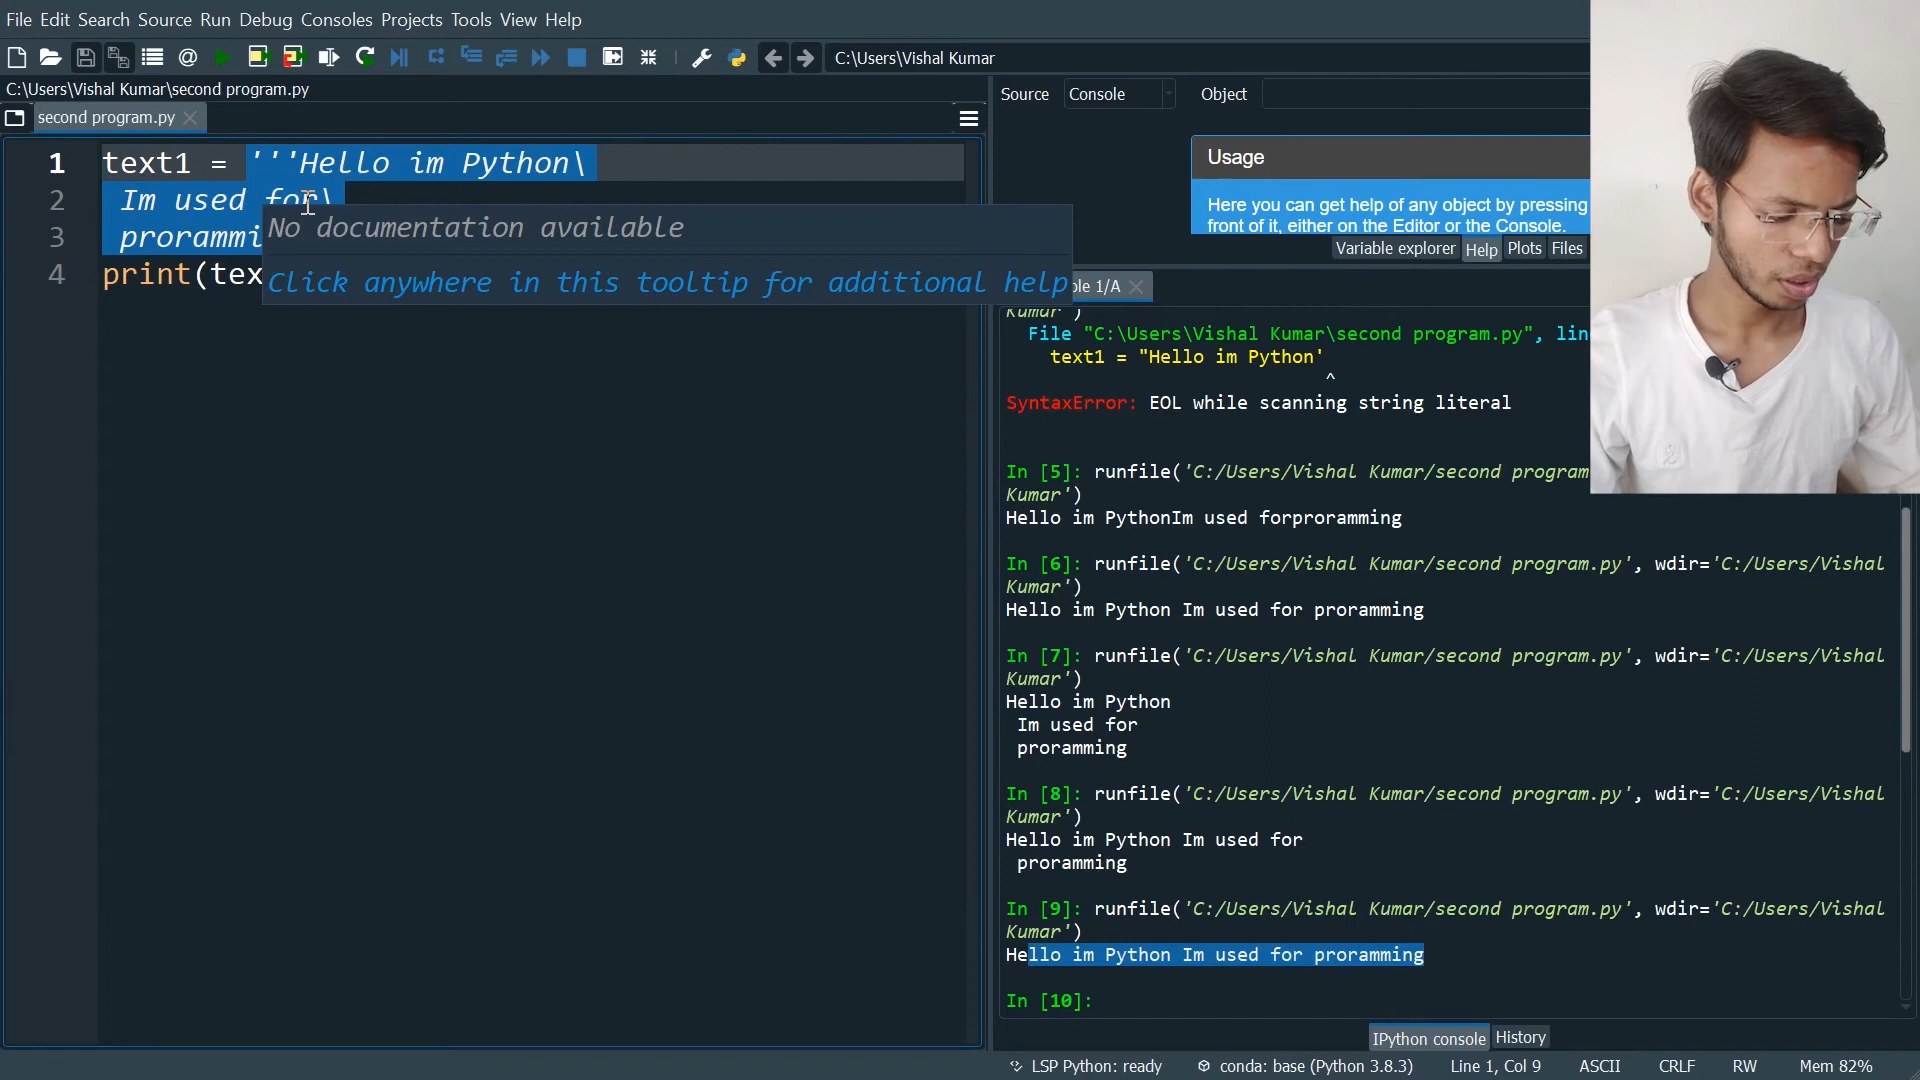 File Edit Search Source Run Debug Consoles Projects Tools View Help
C:\Users\Vishal Kumar
C:\Users\Vishal Kumar\second program.py
second program.py
1 text1 = '''Hello im Python\
2 Im used for\
3 prorammi
4 print(tex
No documentation available
Click anywhere in this tooltip for additional help
Source Console Object
Usage
Here you can get help of any object by pressing
front of it, either on the Editor or the Console.
Variable explorer Help Plots Files
ole 1/A
Kumar')
File "C:\Users\Vishal Kumar\second program.py", lin
text1 = "Hello im Python'
^
SyntaxError: EOL while scanning string literal
In [5]: runfile('C:/Users/Vishal Kumar/second program.
Kumar')
Hello im PythonIm used forproramming
In [6]: runfile('C:/Users/Vishal Kumar/second program.py', wdir='C:/Users/Vishal
Kumar')
Hello im Python Im used for proramming
In [7]: runfile('C:/Users/Vishal Kumar/second program.py', wdir='C:/Users/Vishal
Kumar')
Hello im Python
Im used for
proramming
In [8]: runfile('C:/Users/Vishal Kumar/second program.py', wdir='C:/Users/Vishal
Kumar')
Hello im Python Im used for
proramming
In [9]: runfile('C:/Users/Vishal Kumar/second program.py', wdir='C:/Users/Vishal
Kumar')
Hello im Python Im used for proramming
In [10]:
IPython console History
LSP Python: ready conda: base (Python 3.8.3) Line 1, Col 9 ASCII CRLF RW Mem 82%